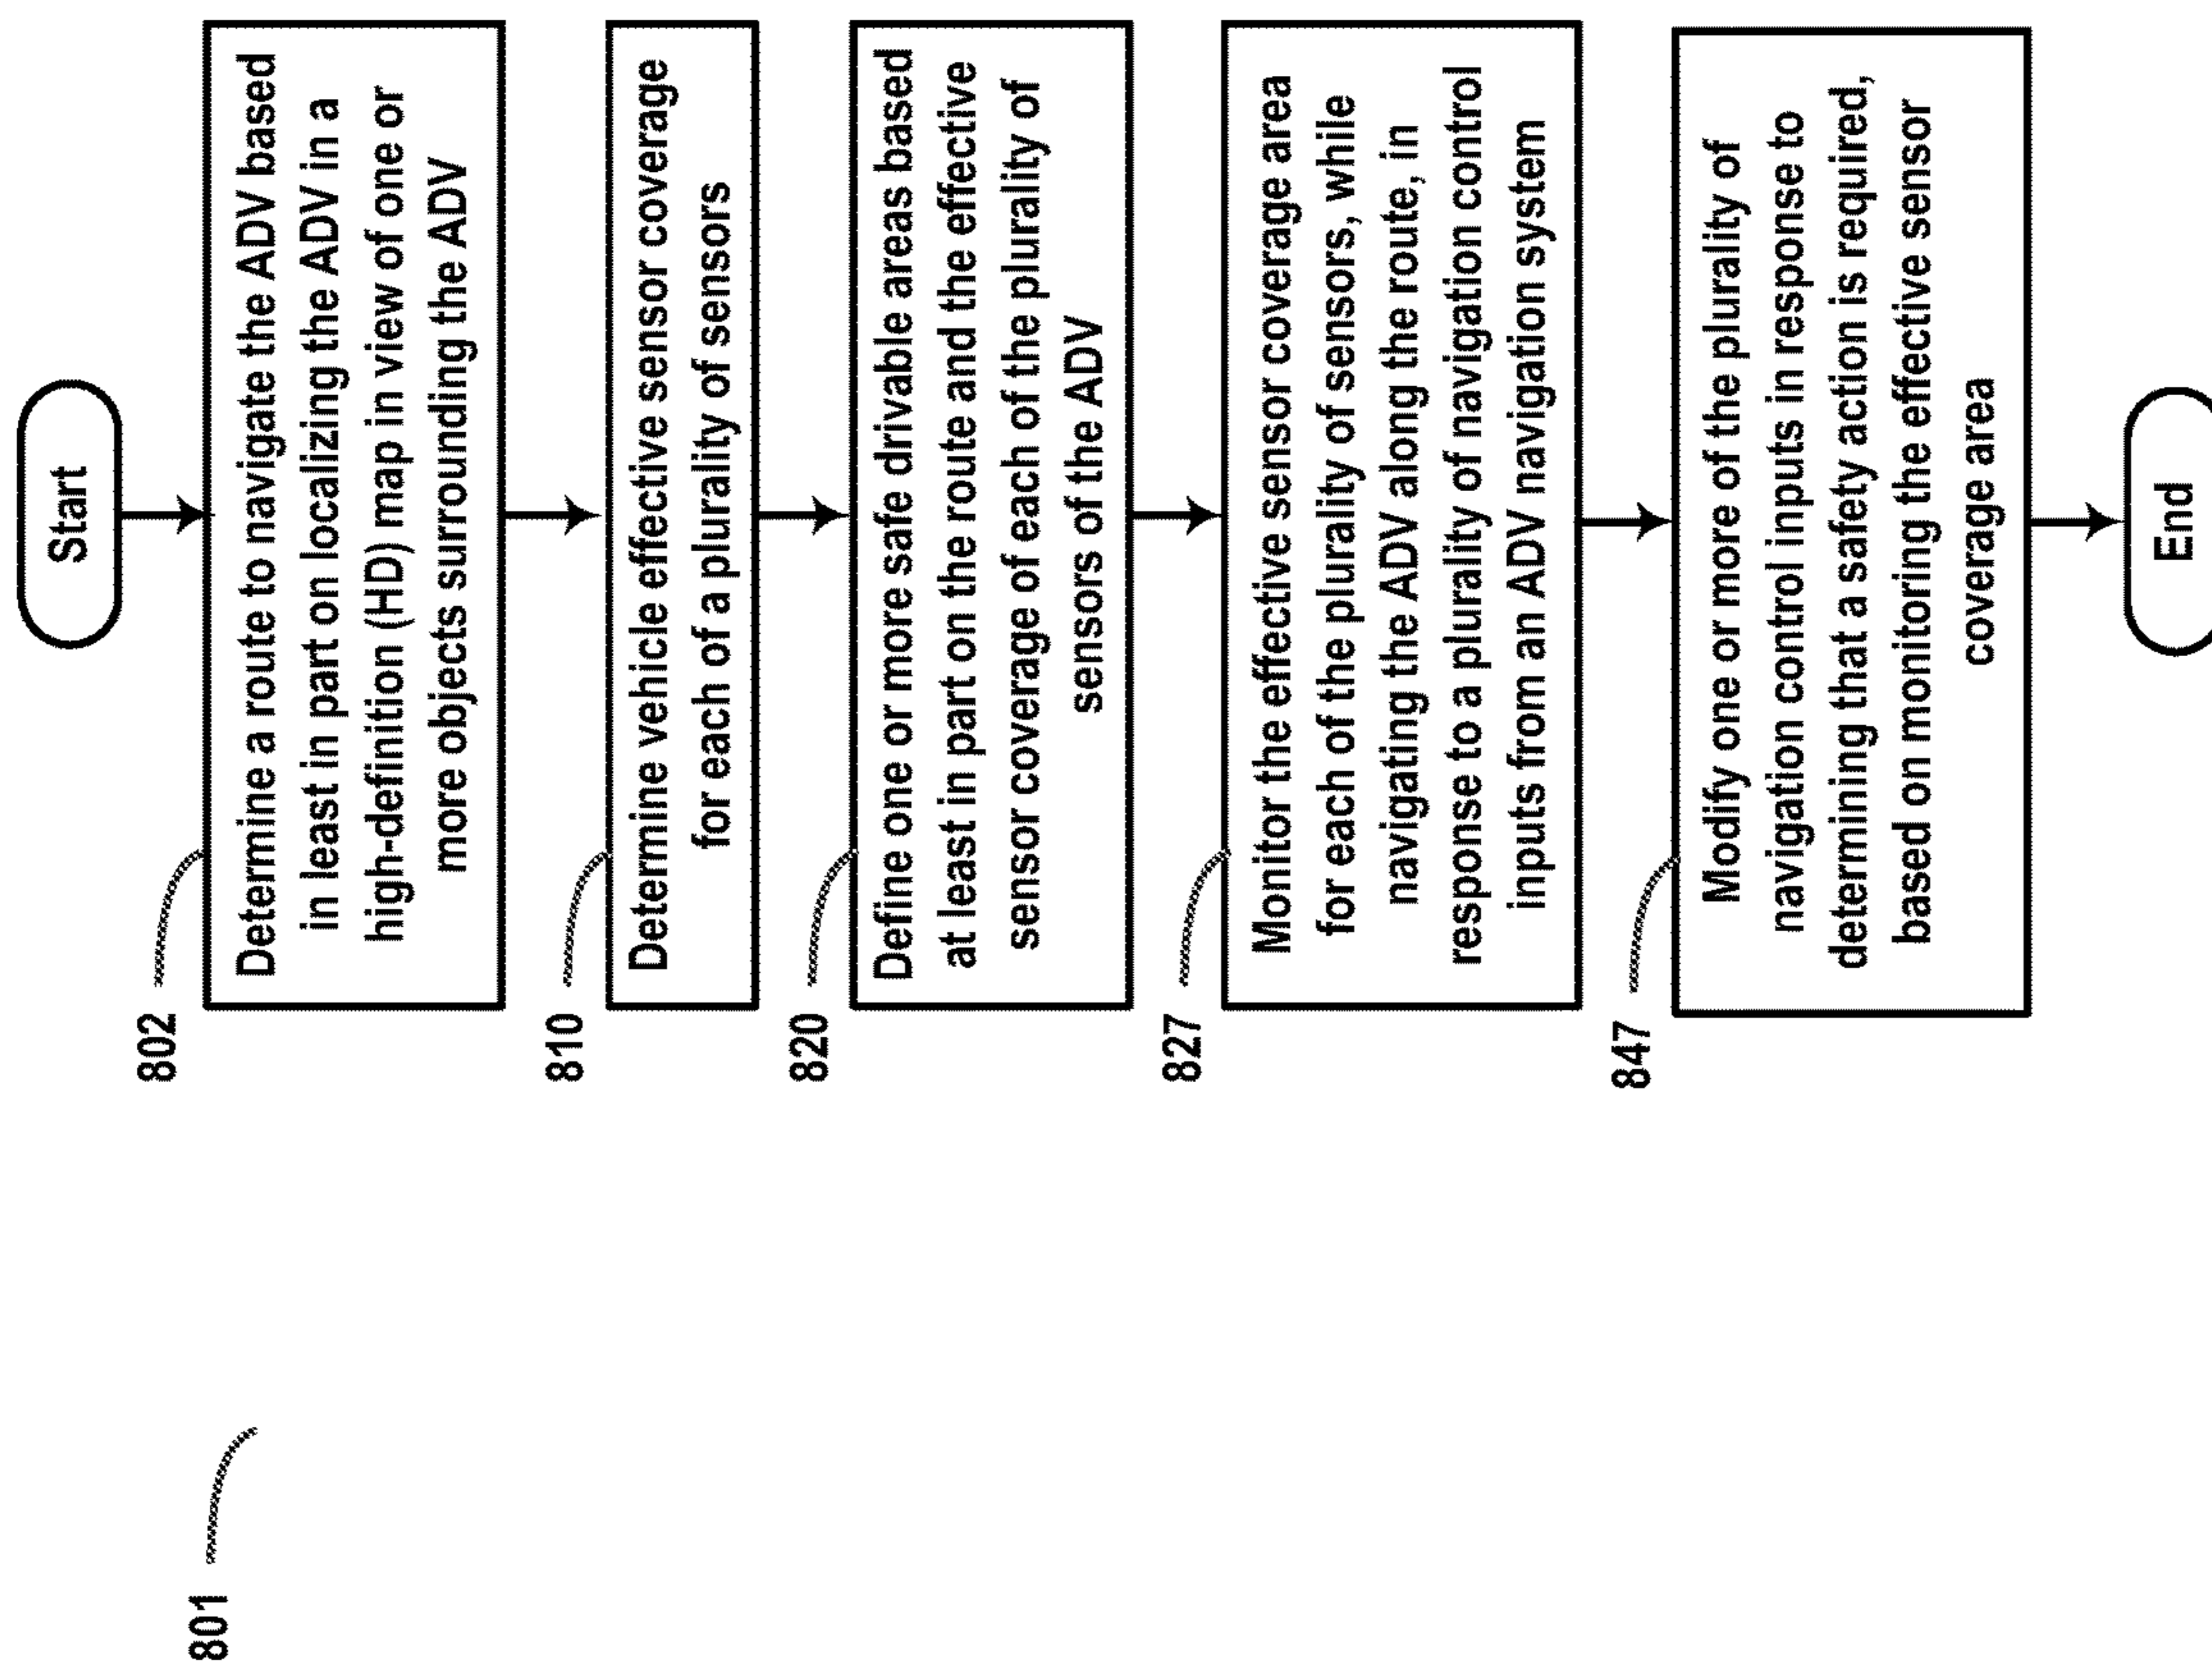 801
Start
802
Determine a route to navigate the ADV based
in least in part on localizing the ADV in a
high-definition (HD) map in view of one or
more objects surrounding the ADV
810
Determine vehicle effective sensor coverage
for each of a plurality of sensors
820
Define one or more safe drivable areas based
at least part on the route and the effective
sensor coverage of each of the plurality of
sensors of the ADV
827
Monitor the effective sensor coverage area
for each of the plurality of sensors, while
navigating the ADV along the route, in
response to a plurality of navigation control
inputs from an ADV navigation system
847
Modify one or more of the plurality of
navigation control inputs in response to
determining that a safety action is required,
based on monitoring the effective sensor
coverage area
End